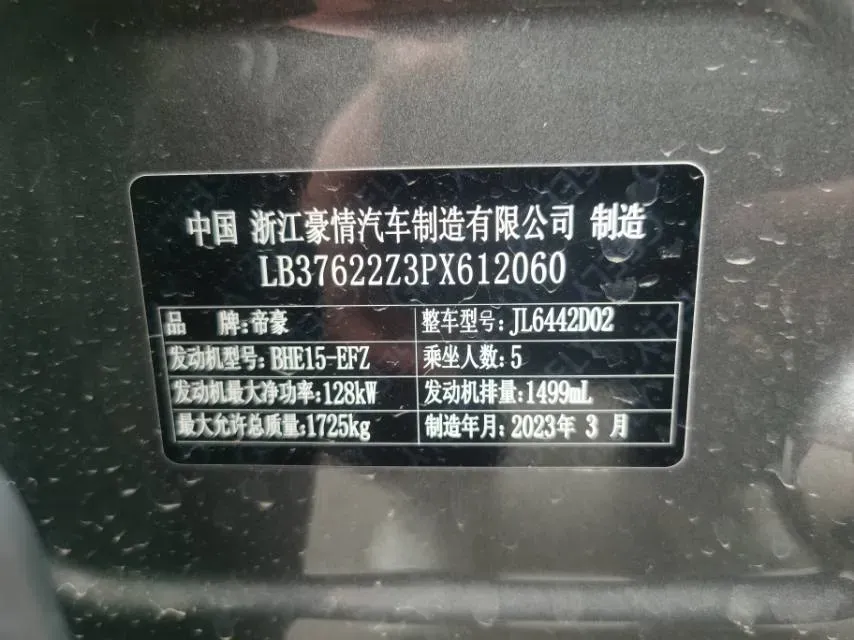 中国 浙江豪情汽车制造有限公司 制造
LB37622Z3PX612060
品 牌:帝豪 整车型号:JL6442D02
发动机型号:BHE15-EFZ 乘坐人数:5
发动机最大净功率:128kW 发动机排量:1499mL
最大允许总质量:1725kg 制造年月:2023年 3 月